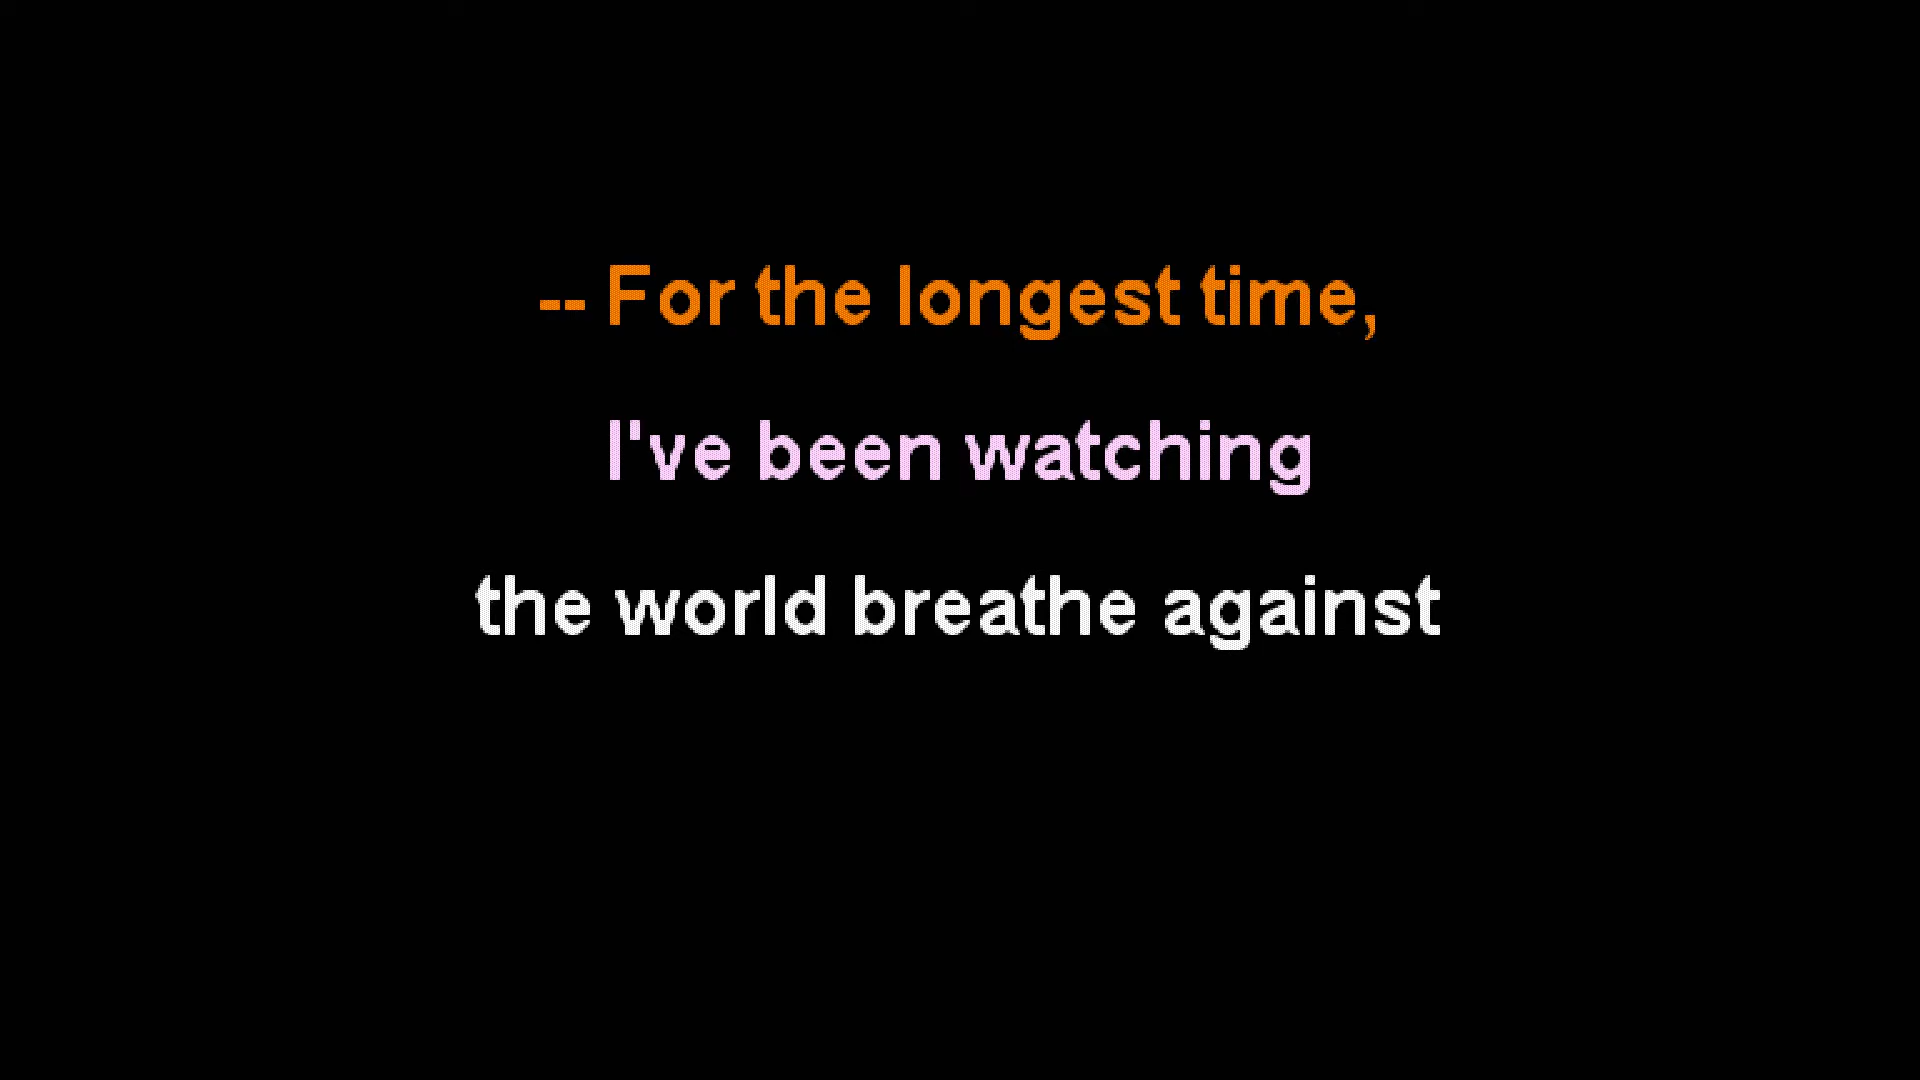 -- For the longest time,
I've been watching
the world breathe against